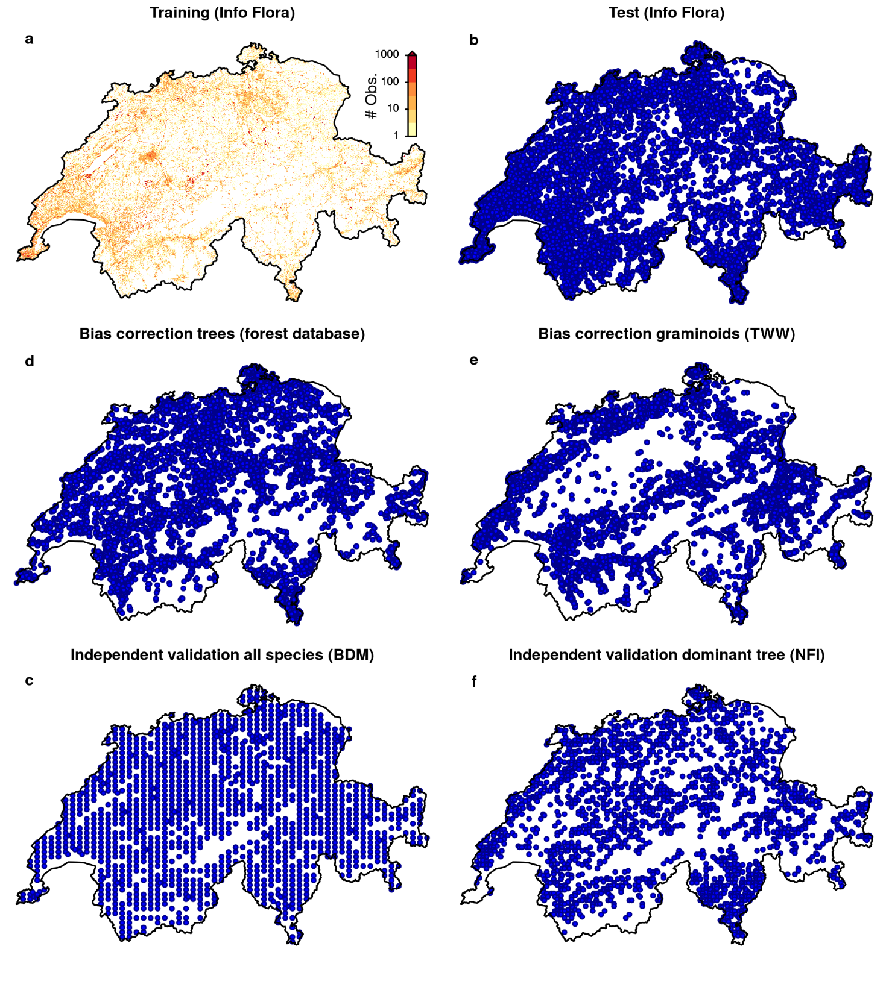 Training (Info Flora)
Test (Info Flora)
a
b
# Obs.
1000
100
10
1
Bias correction trees (forest database)
Bias correction graminoids (TWW)
d
e
Independent validation all species (BDM)
Independent validation dominant tree (NFI)
c
f